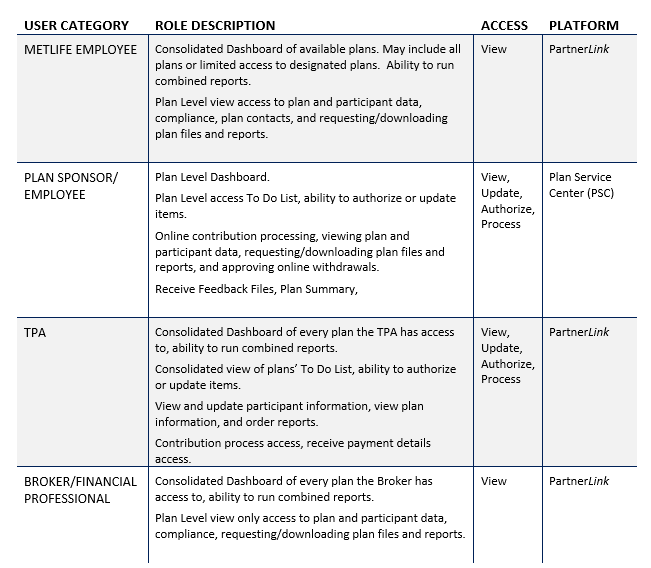 USER CATEGORY ROLE DESCRIPTION ACCESS PLATFORM
METLIFE EMPLOYEE Consolidated Dashboard of available plans. May include all View PartnerLink
plans or limited access to designated plans.  Ability to run
combined reports.
Plan Level view access to plan and participant data,
compliance, plan contacts, and requesting/downloading
plan files and reports.
PLAN SPONSOR/ Plan Level Dashboard. View, Plan Service
EMPLOYEE Plan Level access To Do List, ability to authorize or update Update, Center (PSC)
items. Authorize,
Process
Online contribution processing, viewing plan and
participant data, requesting/downloading plan files and
reports, and approving online withdrawals.
Receive Feedback Files, Plan Summary,
TPA Consolidated Dashboard of every plan the TPA has access View, PartnerLink
to, ability to run combined reports. Update,
Authorize,
Consolidated view of plans’ To Do List, ability to authorize Process
or update items.
View and update participant information, view plan
information, and order reports.
Contribution process access, receive payment details
access.
BROKER/FINANCIAL Consolidated Dashboard of every plan the Broker has View PartnerLink
PROFESSIONAL access to, ability to run combined reports.
Plan Level view only access to plan and participant data,
compliance, requesting/downloading plan files and reports.